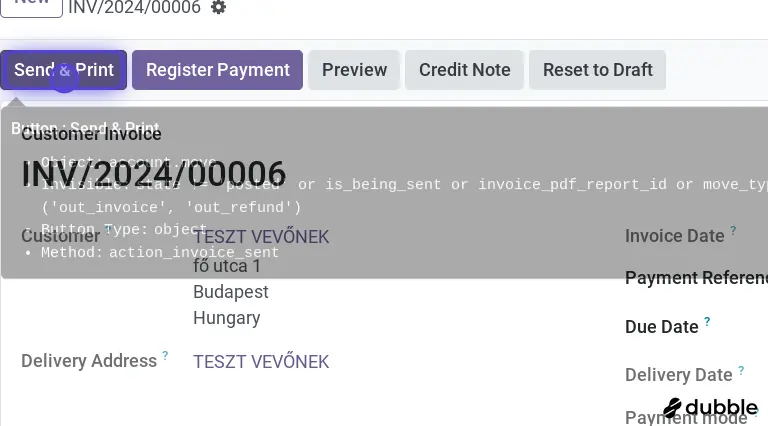 New
INV/2024/00006
Send & Print
Register Payment
Preview
Credit Note
Reset to Draft
Button : Send & Print
Customer Invoice
Object: account.move
INV/2024/00006
Invisible: state != 'posted' or is_being_sent or invoice_pdf_report_id or move_typ
('out_invoice', 'out_refund')
Button Type: object
Customer ?
TESZT VEVŐNEK
Invoice Date ?
Method: action_invoice_sent
fő utca 1
Payment Referenc
Budapest
Hungary
Due Date ?
Delivery Address ?
TESZT VEVŐNEK
Delivery Date ?
Payment mode ?
dubble